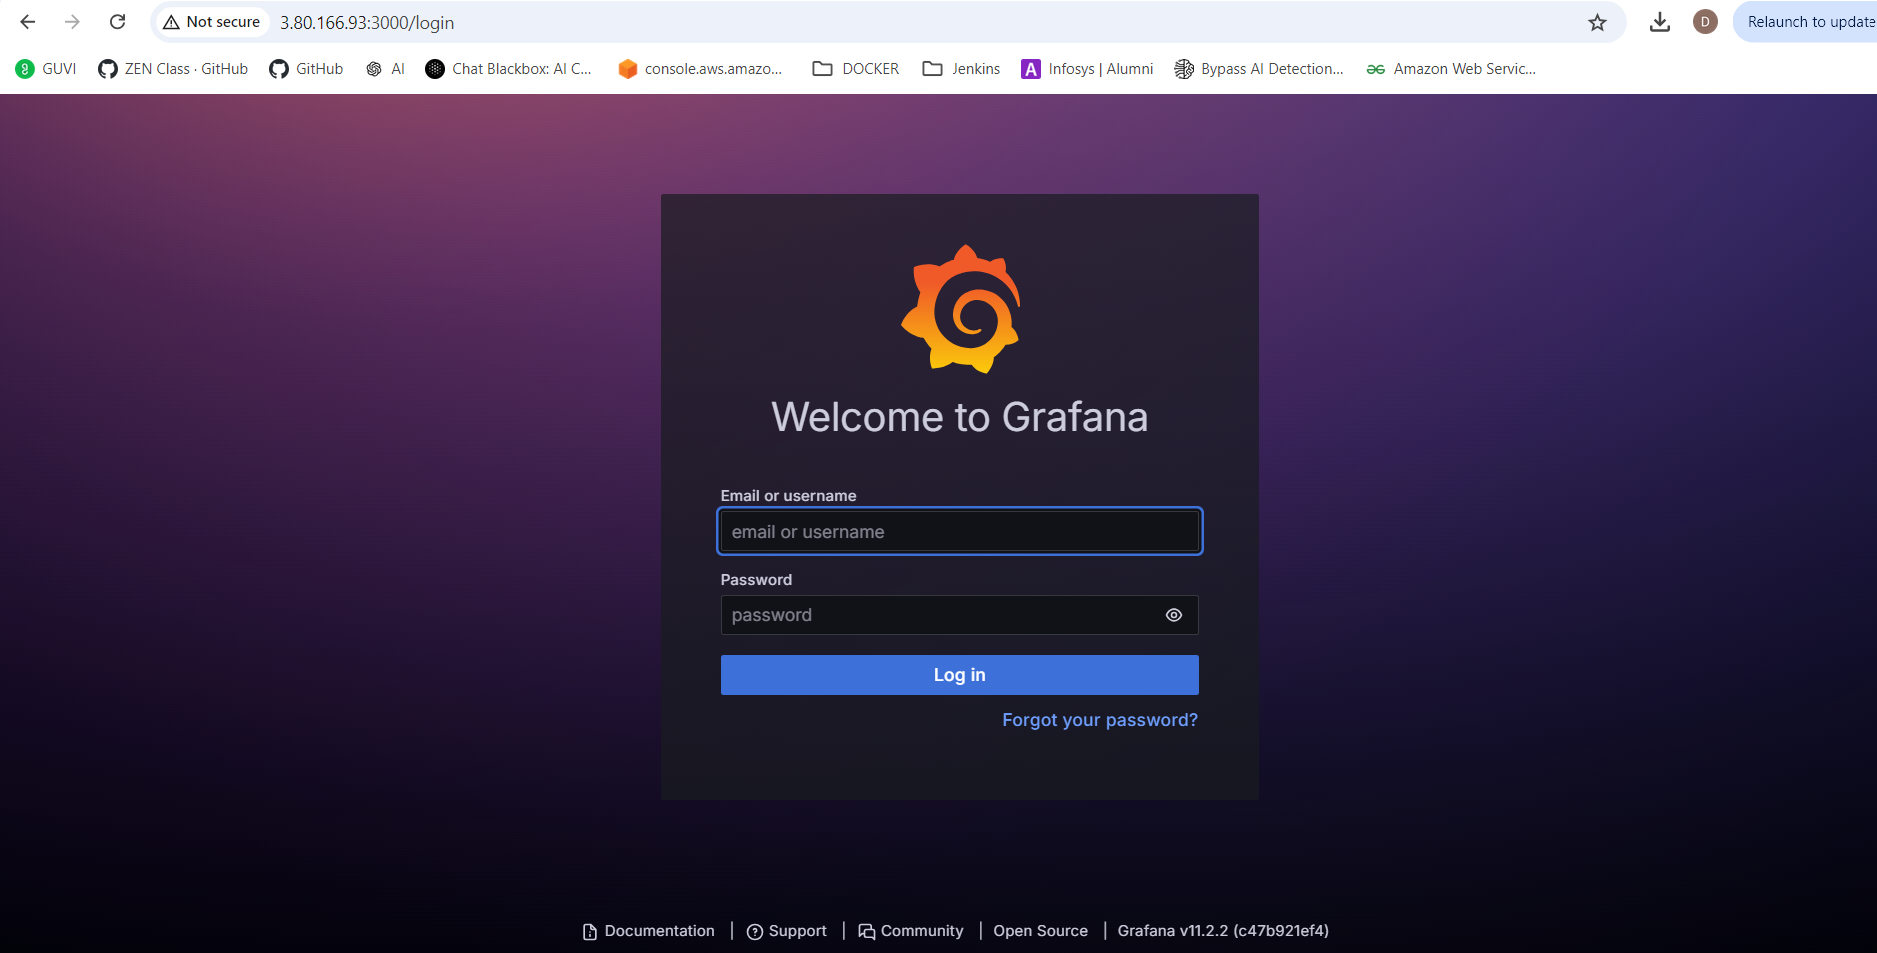 Not secure 3.80.166.93:3000/login D Relaunch to update
GUVI ZEN Class · GitHub GitHub AI Chat Blackbox: AI C... console.aws.amazo... DOCKER Jenkins A Infosys | Alumni Bypass AI Detection... Amazon Web Servic...
Welcome to Grafana
Email or username
email or username
Password
password
Log in
Forgot your password?
Documentation | Support | Community | Open Source | Grafana v11.2.2 (c47b921ef4)